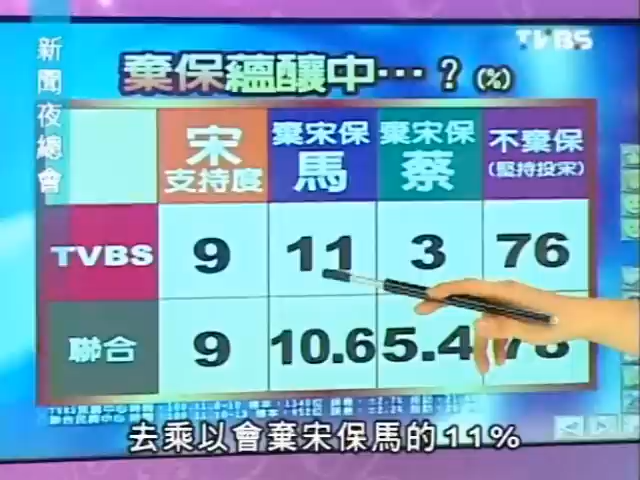 TVBS
新聞夜總會
棄保蘊釀中…？(%)
宋
支持度
棄宋保
馬
棄宋保
蔡
不棄保
(堅持投宋)
TVBS 9 11 3 76
聯合 9 10.6 5.4 78
去乘以會棄宋保馬的11%